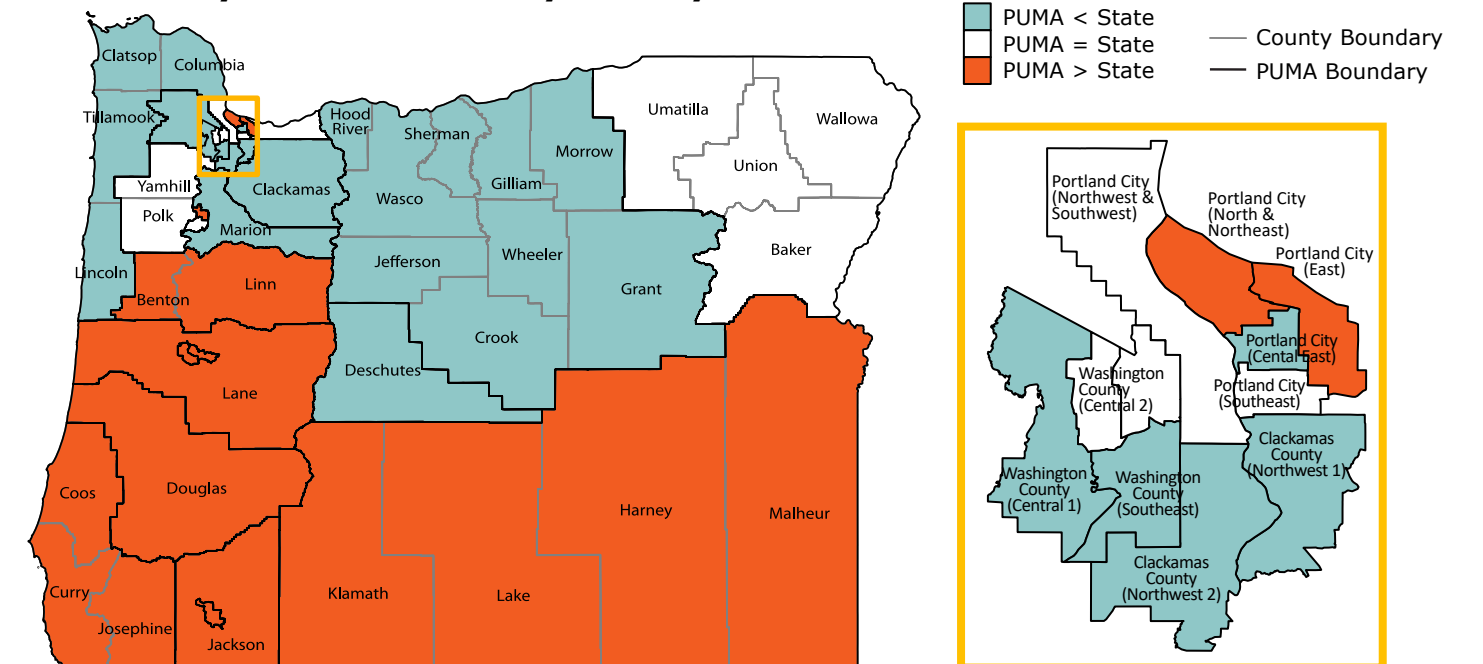 PUMA < State
PUMA = State
PUMA > State
County Boundary
PUMA Boundary
Clatsop
Columbia
Tillamook
Hood
River
Sherman
Morrow
Umatilla
Wallowa
Union
Yamhill
Clackamas
Gilliam
Wasco
Polk
Marion
Baker
Wheeler
Jefferson
Lincoln
Linn
Benton
Grant
Crook
Deschutes
Lane
Coos
Douglas
Harney
Malheur
Curry
Klamath
Lake
Josephine
Jackson
Portland City
(Northwest &
Southwest)
Portland City
(North &
Northeast)
Portland City
(East)
Portland City
(Cental East)
Washington
County
(Central 2)
Portland City
(Southeast)
Clackamas
County
(Northwest 1)
Washington
County
(Central 1)
Washington
County
(Southeast)
Clackamas
County
(Northwest 2)